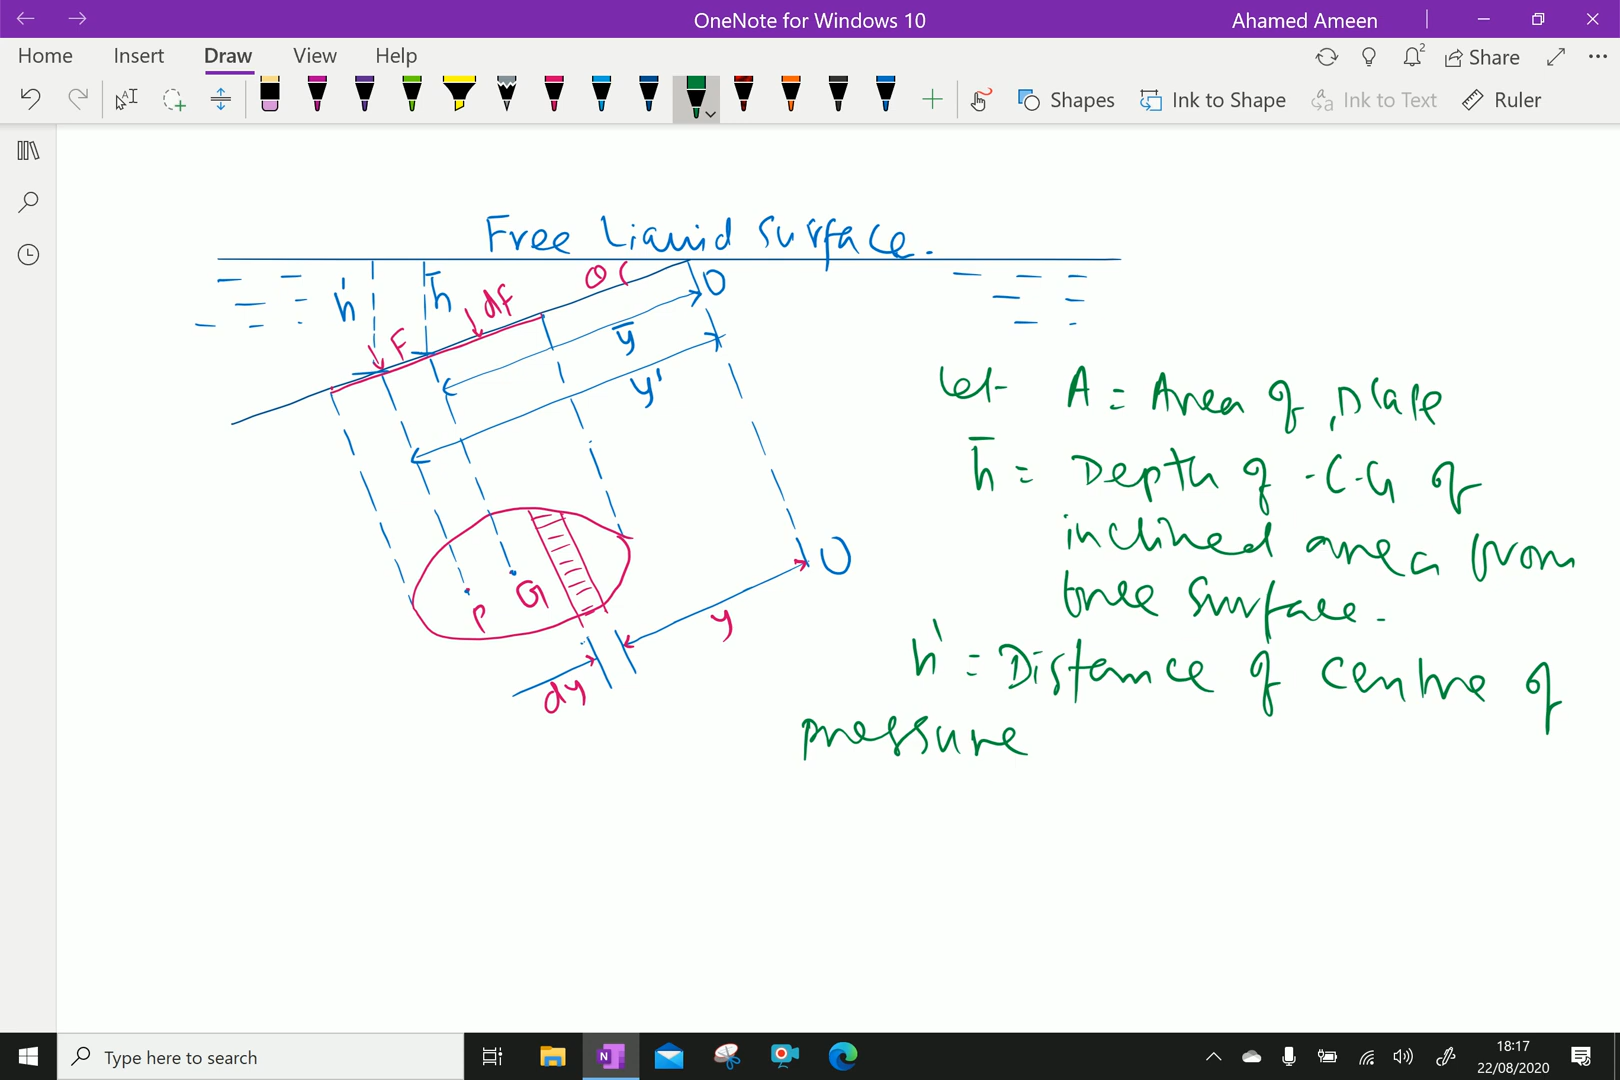 OneNote for Windows 10
Ahamed Ameen
Home Insert Draw View Help
2
Share
Shapes Ink to Shape Ink to Text Ruler
Free Liquid Surface.
h' h̄ dF θ O
F ȳ
y'
P G O
y
dy
Let A = Area of plate
h̄ = Depth of C.G of
inclined area from
free surface.
h' = Distance of centre of
pressure
Type here to search
18:17
22/08/2020